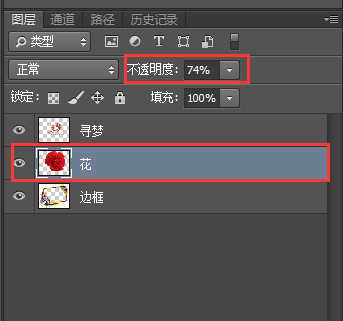 图层 通道 路径 历史记录
类型
正常 不透明度: 74%
锁定: 填充: 100%
寻梦
花
边框